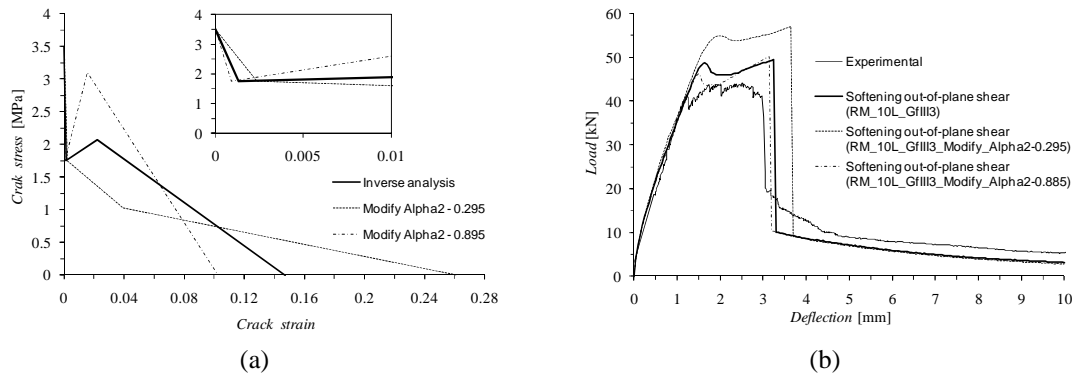 4
3.5
3
2.5
2
1.5
1
0.5
0
Crak stress [MPa]
0 0.04 0.08 0.12 0.16 0.2 0.24 0.28
Crack strain
4
3
2
1
0
0 0.005 0.01
Inverse analysis
Modify Alpha2 - 0.295
Modify Alpha2 - 0.895
(a)
60
50
40
30
20
10
0
Load [kN]
0 1 2 3 4 5 6 7 8 9 10
Deflection [mm]
Experimental
Softening out-of-plane shear
(RM_10L_GfIII3)
Softening out-of-plane shear
(RM_10L_GfIII3_Modify_Alpha2-0.295)
Softening out-of-plane shear
(RM_10L_GfIII3_Modify_Alpha2-0.885)
(b)